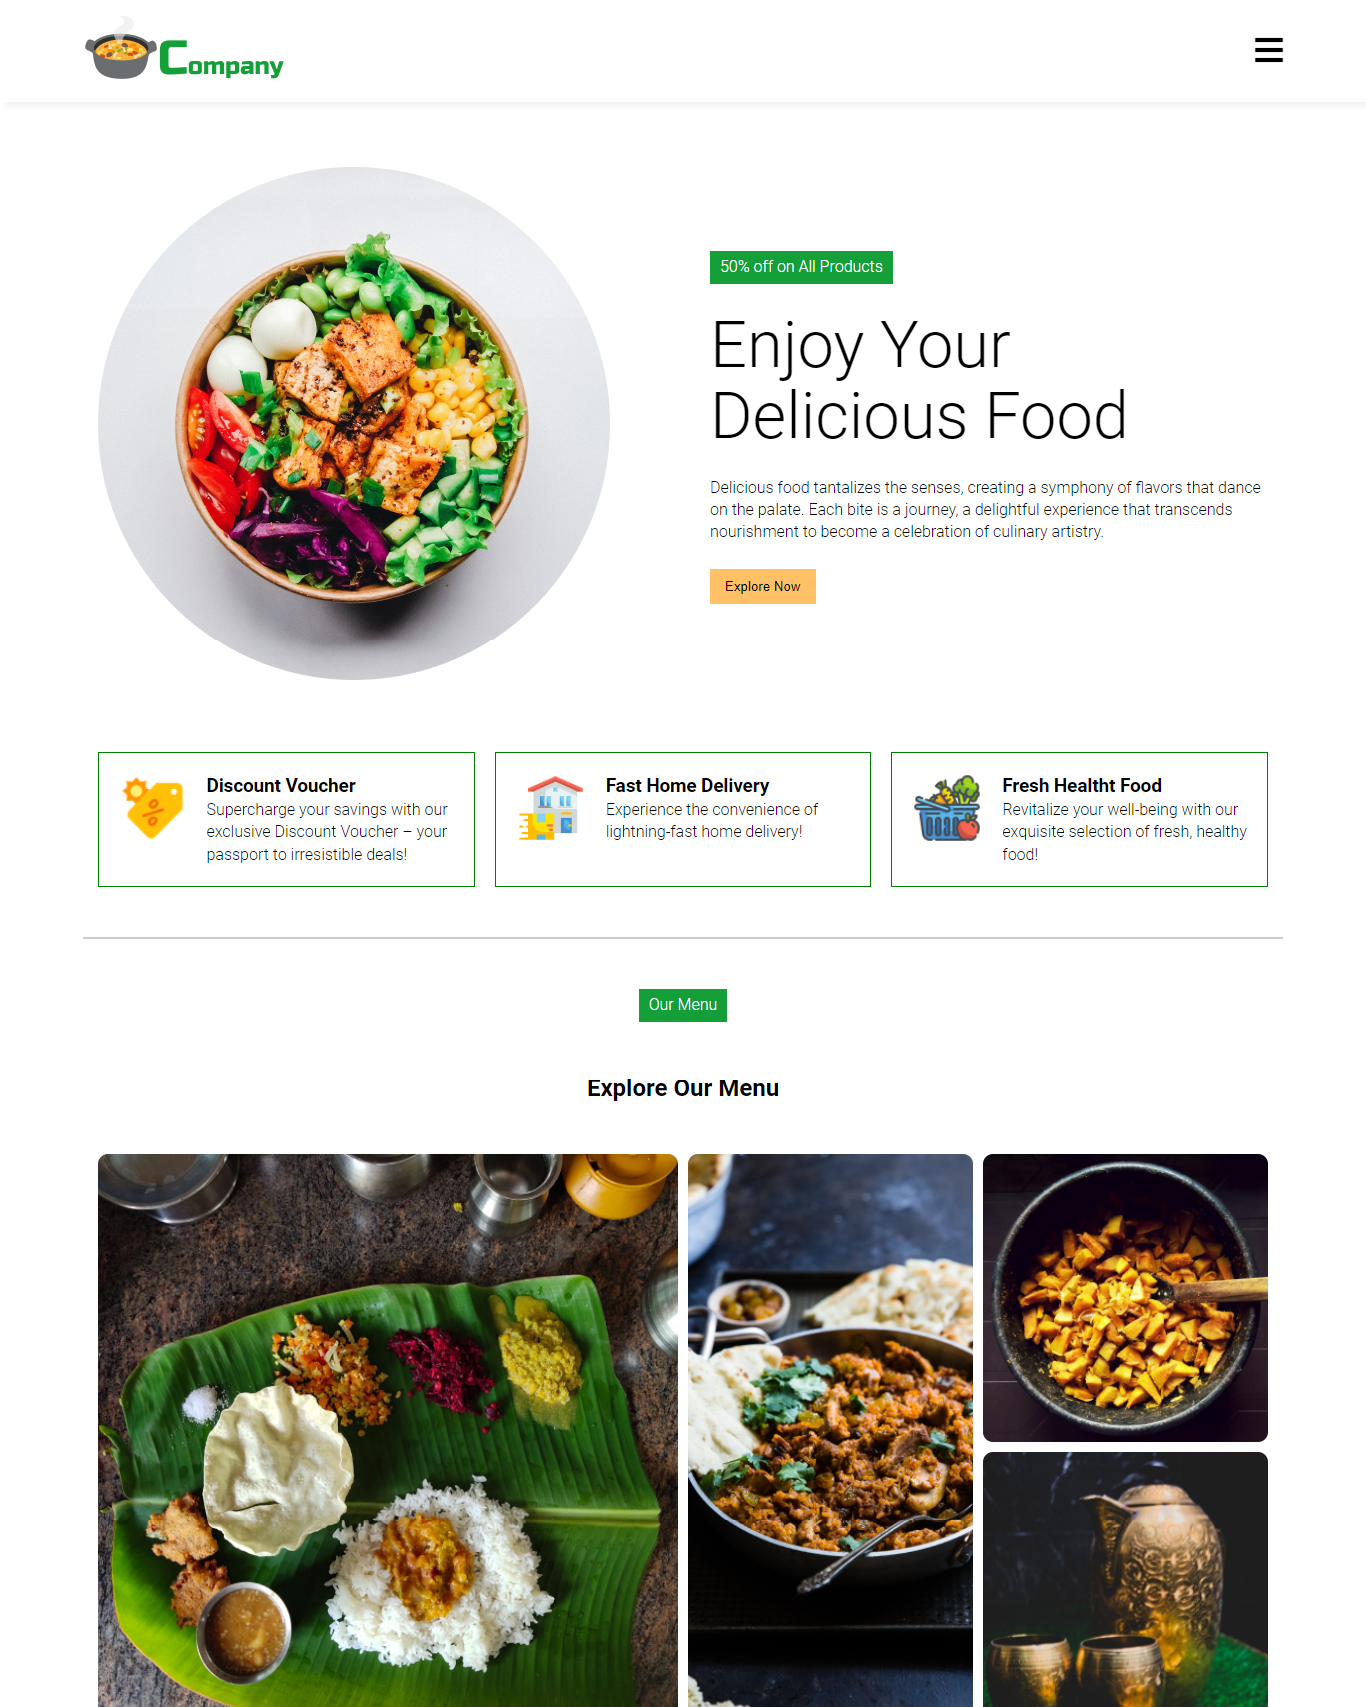 Company
50% off on All Products
Enjoy Your
Delicious Food
Delicious food tantalizes the senses, creating a symphony of flavors that dance
on the palate. Each bite is a journey, a delightful experience that transcends
nourishment to become a celebration of culinary artistry.
Explore Now
Discount Voucher
Supercharge your savings with our
exclusive Discount Voucher – your
passport to irresistible deals!
Fast Home Delivery
Experience the convenience of
lightning-fast home delivery!
Fresh Healtht Food
Revitalize your well-being with our
exquisite selection of fresh, healthy
food!
Our Menu
Explore Our Menu